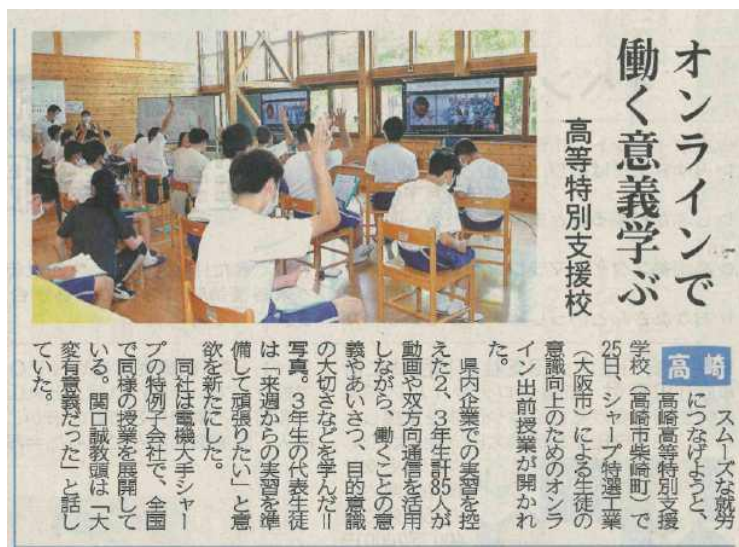 オンラインで
働く意義学ぶ
高等特別支援校
高崎
スムーズな就労
につなげようと、
高崎高等特別支援
学校（高崎市柴崎町）で
25日、シャープ特選工業
（大阪市）による生徒の
意識向上のためのオンラ
イン出前授業が開かれ
た。
県内企業での実習を控
えた２、３年生計85人が
動画や双方向通信を活用
しながら、働くことの意
義やあいさつ、目的意識
の大切さなどを学んだ＝
写真。３年生の代表生徒
は「来週からの実習を準
備して頑張りたい」と意
欲を新たにした。
同社は電機大手シャー
プの特例子会社で、全国
で同様の授業を展開して
いる。関口誠教頭は「大
変有意義だった」と話し
ていた。